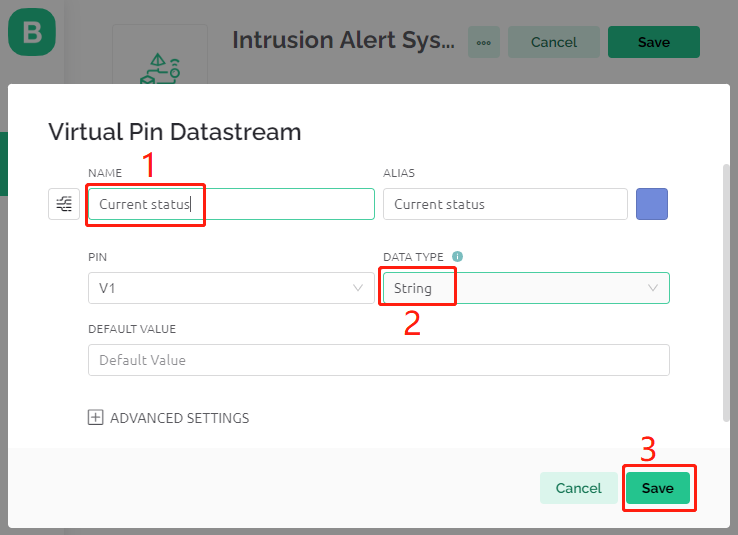 B
Intrusion Alert Sys...
Cancel
Save
Virtual Pin Datastream
1
NAME
ALIAS
Current status
Current status
PIN
DATA TYPE
V1
String
2
DEFAULT VALUE
Default Value
ADVANCED SETTINGS
3
Cancel
Save